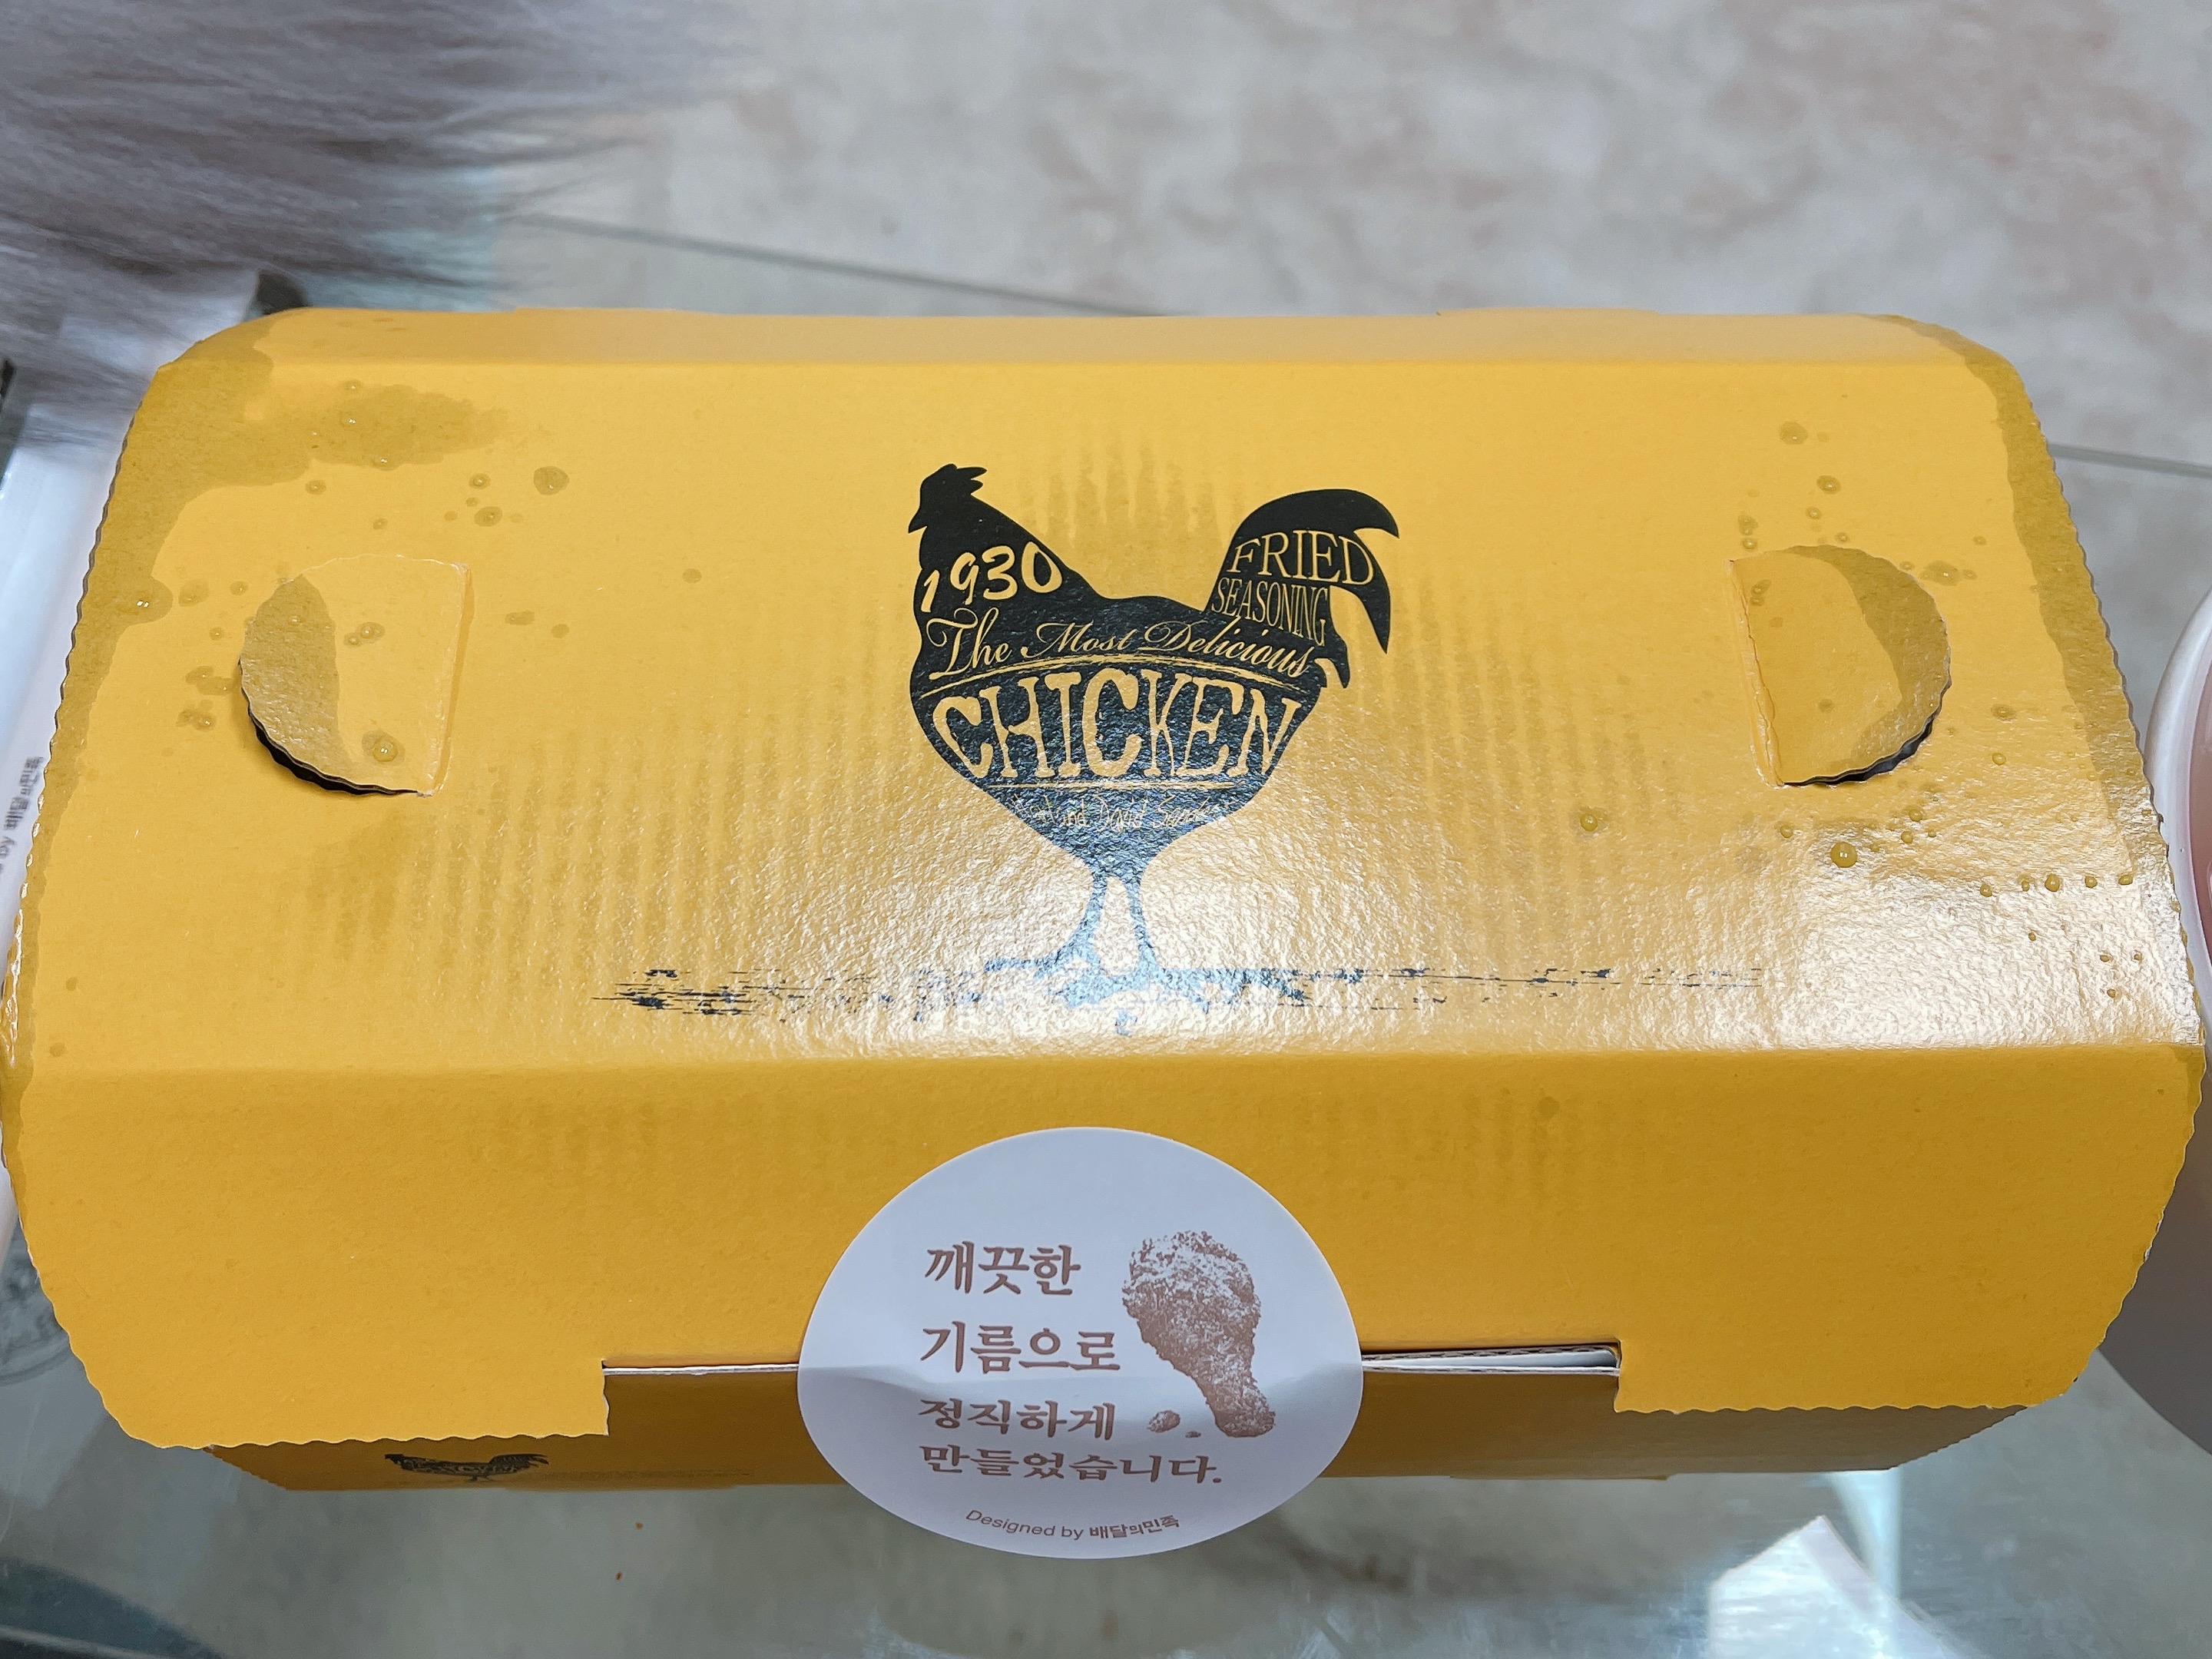 1930
FRIED
SEASONING
The Most Delicious
CHICKEN
깨끗한
기름으로
정직하게
만들었습니다.
Designed by 배달의민족